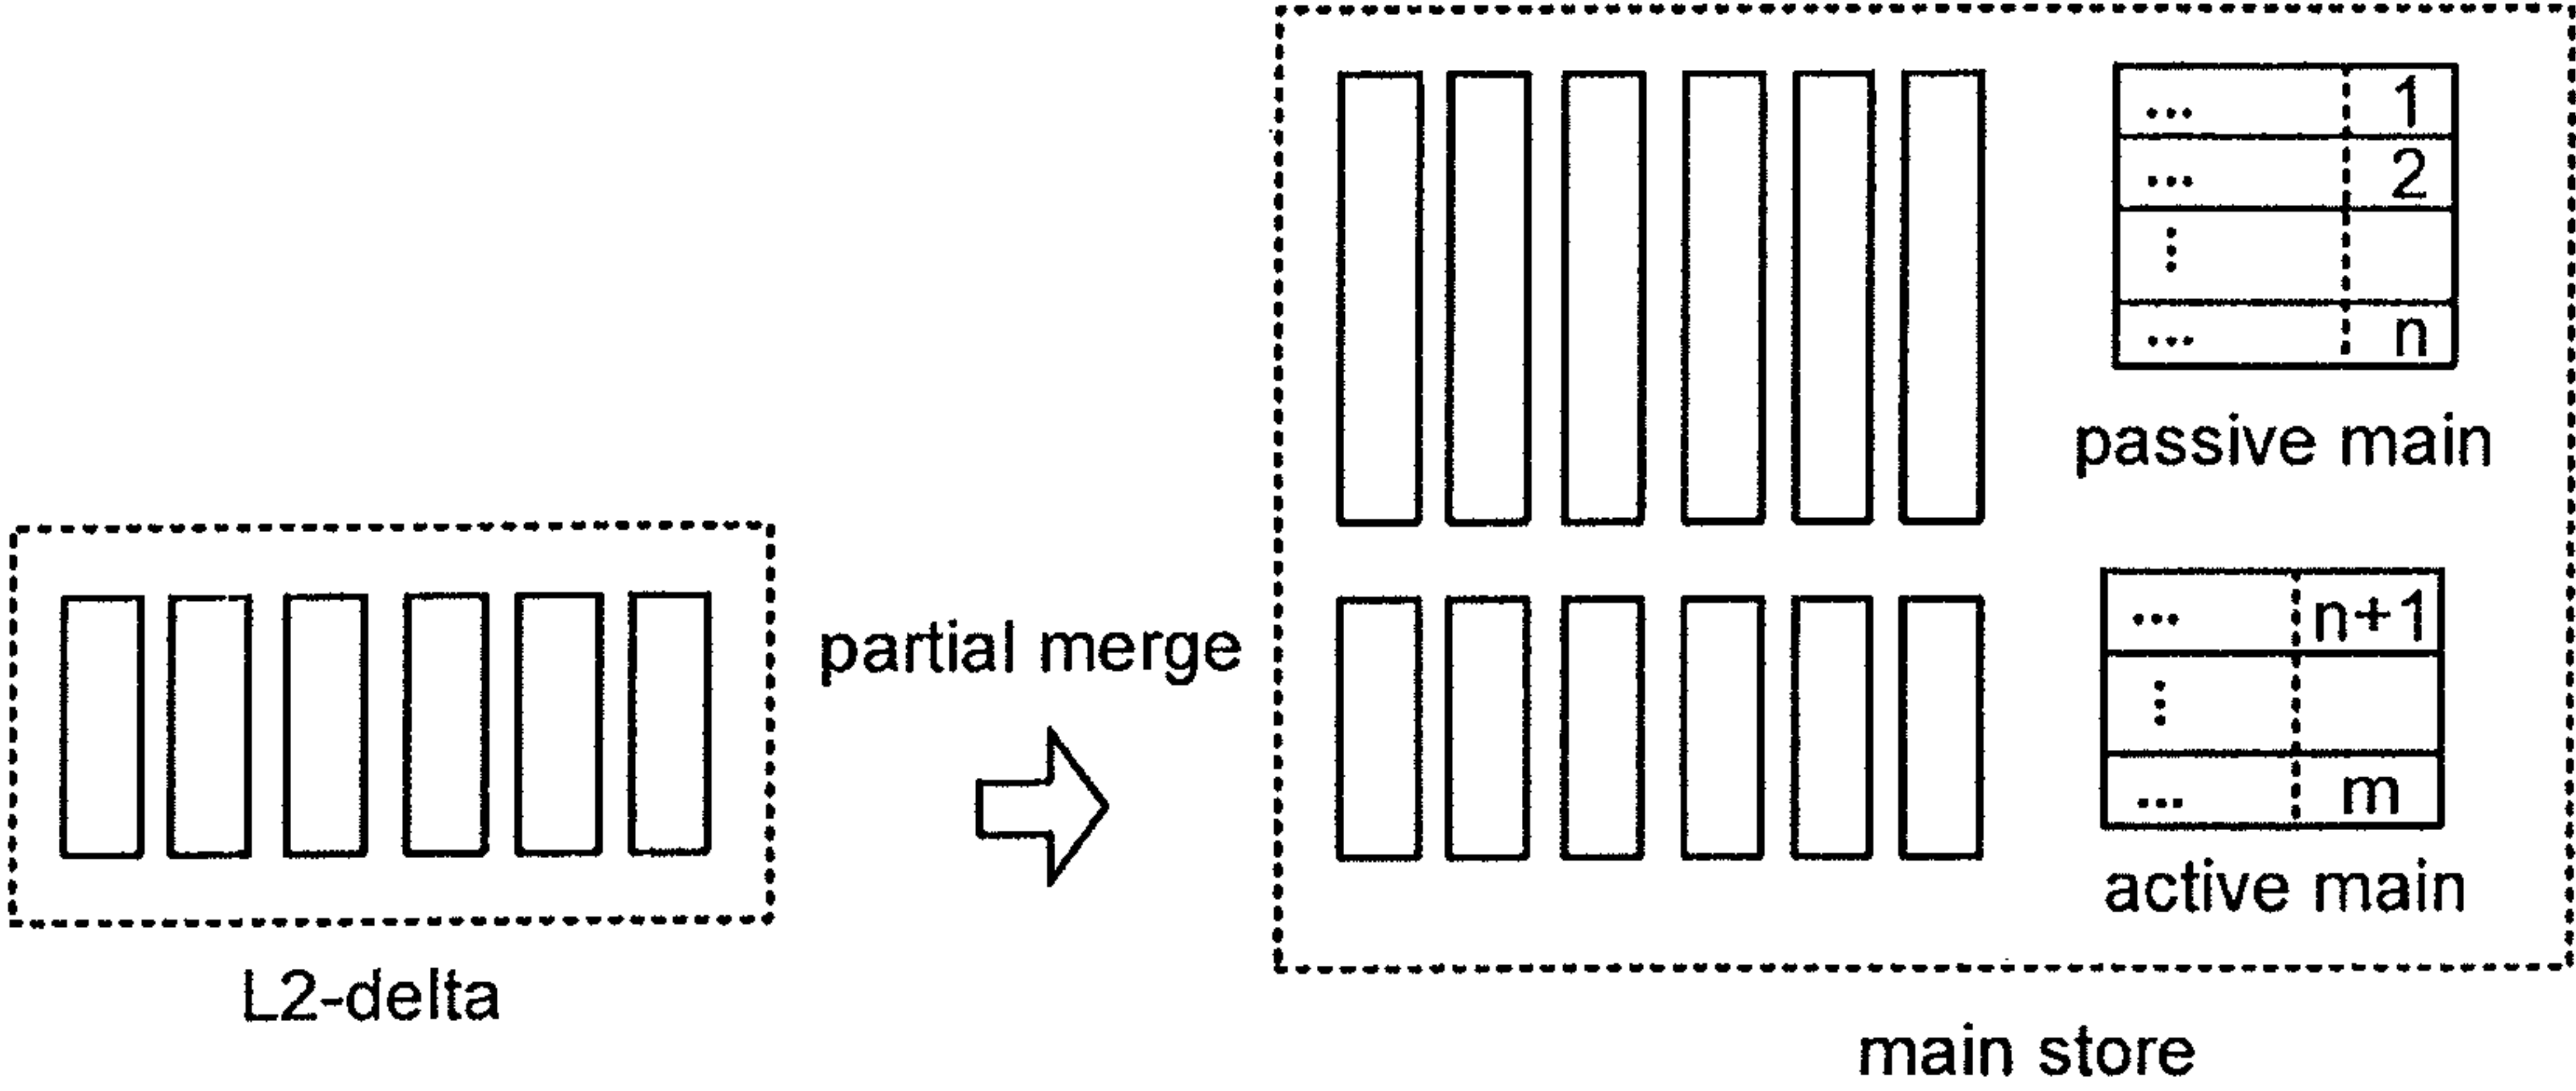 ... 1
... 2
⋮
... n
passive main
... n+1
⋮
... m
active main
partial merge
L2-delta
main store